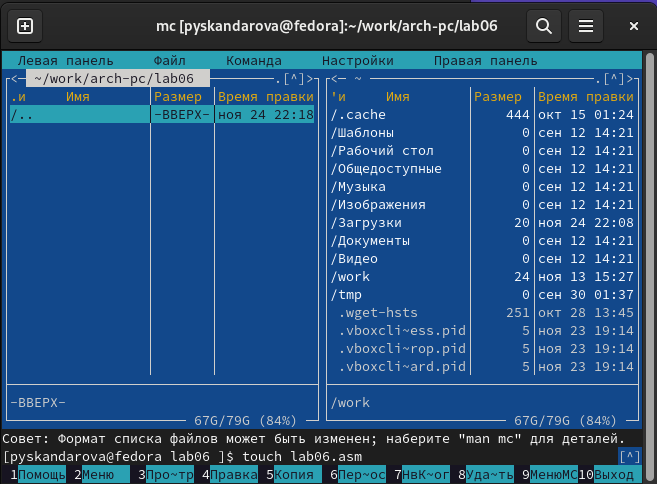 mc [pyskandarova@fedora]:~/work/arch-pc/lab06
Левая панель Файл Команда Настройки Правая панель
<─ ~/work/arch-pc/lab06 ─.[^]> <─ ~ ─.[^]>
.и Имя Размер Время правки 'и Имя Размер Время правки
/.. -ВВЕРХ- ноя 24 22:18 /.cache 444 окт 15 01:24
/Шаблоны 0 сен 12 14:21
/Рабочий стол 0 сен 12 14:21
/Общедоступные 0 сен 12 14:21
/Музыка 0 сен 12 14:21
/Изображения 0 сен 12 14:21
/Загрузки 20 ноя 24 22:08
/Документы 0 сен 12 14:21
/Видео 0 сен 12 14:21
/work 24 ноя 13 15:27
/tmp 0 сен 30 01:37
.wget-hsts 251 окт 28 13:45
.vboxcli~ess.pid 5 ноя 23 19:14
.vboxcli~rop.pid 5 ноя 23 19:14
.vboxcli~ard.pid 5 ноя 23 19:14
-ВВЕРХ- /work
67G/79G (84%) 67G/79G (84%)
Совет: Формат списка файлов может быть изменен; наберите "man mc" для деталей.
[pyskandarova@fedora lab06 ]$ touch lab06.asm [^]
1Помощь 2Меню 3Про~тр 4Правка 5Копия 6Пер~ос 7НвК~ог 8Уда~ть 9МенюMC 10Выход